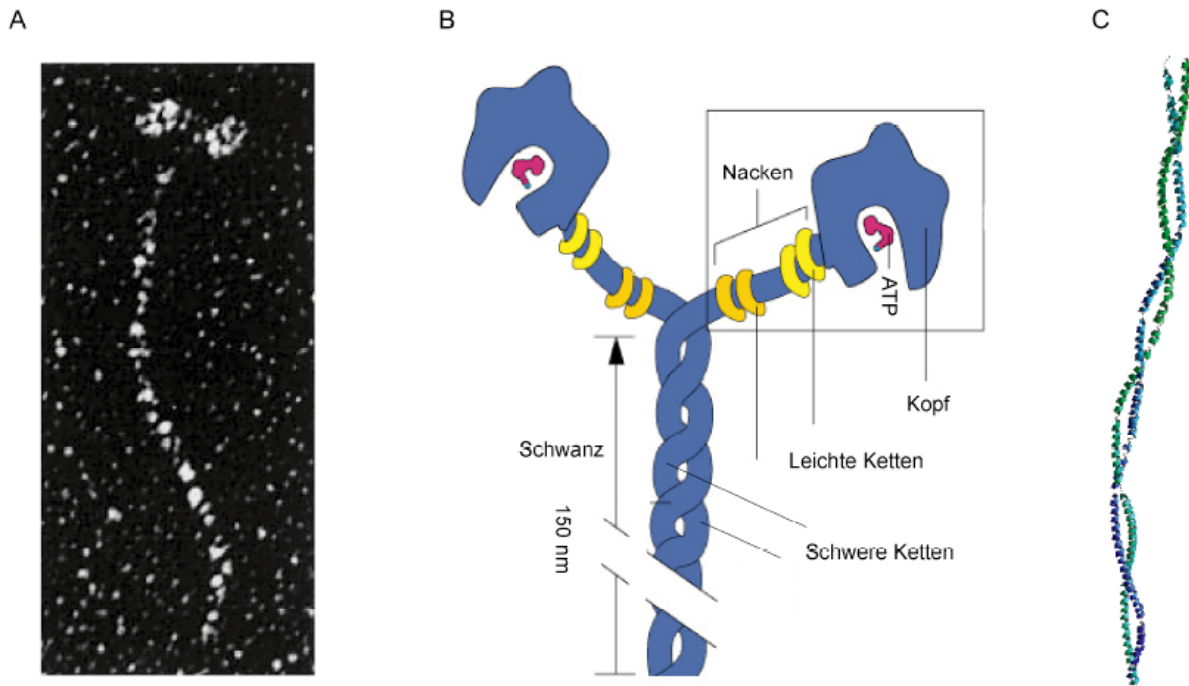 A
B
C
Nacken
ATP
Kopf
Schwanz
Leichte Ketten
150 nm
Schwere Ketten